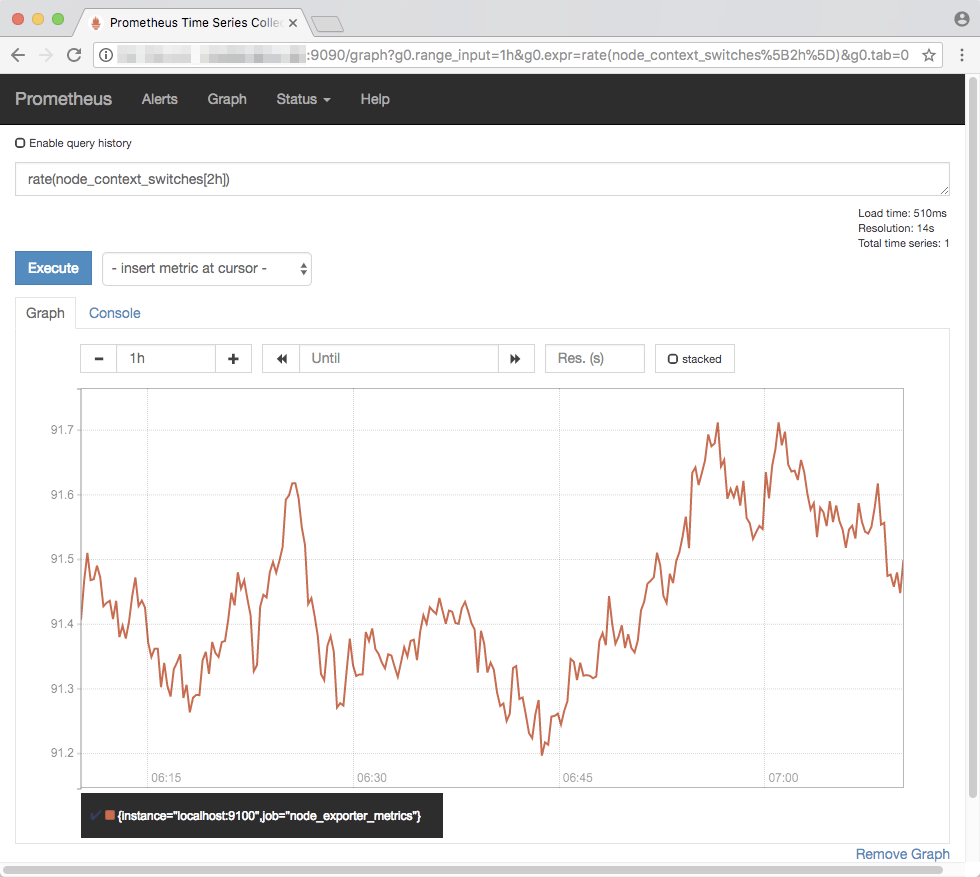 Prometheus Time Series Collec
:9090/graph?g0.range_input=1h&g0.expr=rate(node_context_switches%5B2h%5D)&g0.tab=0
Prometheus Alerts Graph Status Help
Enable query history
rate(node_context_switches[2h])
Load time: 510ms
Resolution: 14s
Total time series: 1
Execute - insert metric at cursor -
Graph Console
1h Until Res. (s) stacked
91.7
91.6
91.5
91.4
91.3
91.2
06:15 06:30 06:45 07:00
{instance="localhost:9100",job="node_exporter_metrics"}
Remove Graph